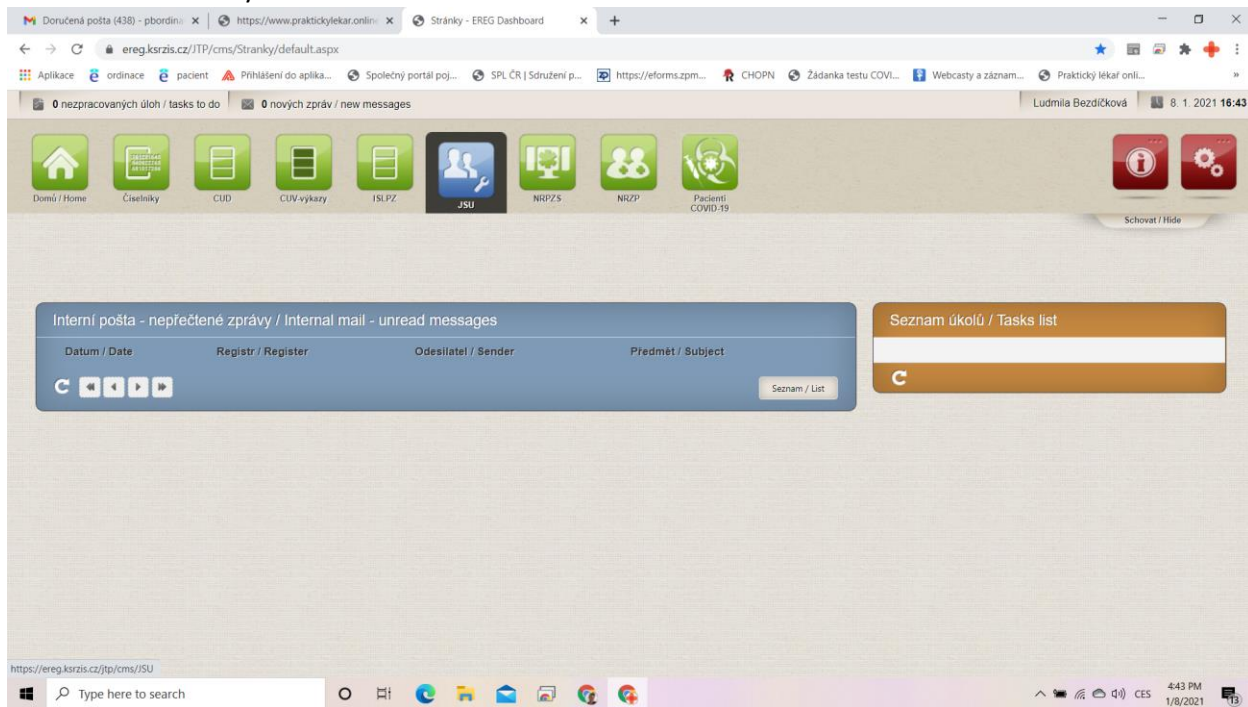 Doručená pošta (438) - pbordina
https://www.praktickylekar.online
Stránky - EREG Dashboard
ereg.ksrzis.cz/JTP/cms/Stranky/default.aspx
Aplikace ordinace pacient Přihlášení do aplika... Společný portál poj... SPL ČR | Sdružení p... https://eforms.zpm... CHOPN Žádanka testu COVI... Webcasty a záznam... Praktický lékař onli... »
0 nezpracovaných úloh / tasks to do 0 nových zpráv / new messages Ludmila Bezdíčková 8. 1. 2021 16:43
Domů / Home Číselníky CUD CUV-výkazy ISLPZ JSU NRPZS NRZP Pacienti
COVID-19
Schovat / Hide
Interní pošta - nepřečtené zprávy / Internal mail - unread messages
Datum / Date Registr / Register Odesilatel / Sender Předmět / Subject
Seznam / List
Seznam úkolů / Tasks list
https://ereg.ksrzis.cz/jtp/cms/JSU
Type here to search
CES
4:43 PM
1/8/2021
13